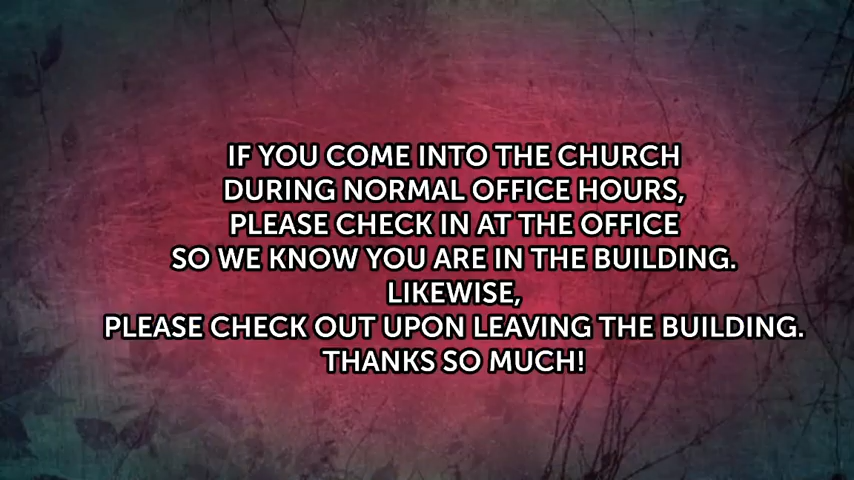 IF YOU COME INTO THE CHURCH
DURING NORMAL OFFICE HOURS,
PLEASE CHECK IN AT THE OFFICE
SO WE KNOW YOU ARE IN THE BUILDING.
LIKEWISE,
PLEASE CHECK OUT UPON LEAVING THE BUILDING.
THANKS SO MUCH!